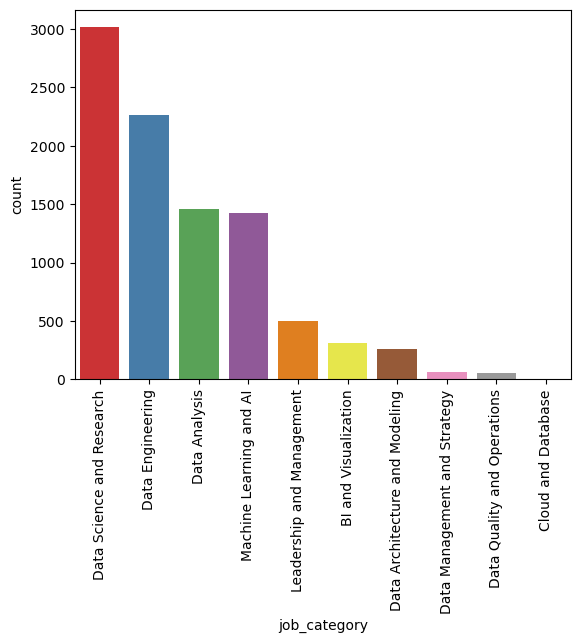 3000
2500
2000
1500
1000
500
0
count
Data Science and Research
Data Engineering
Data Analysis
Machine Learning and AI
Leadership and Management
BI and Visualization
Data Architecture and Modeling
Data Management and Strategy
Data Quality and Operations
Cloud and Database
job_category